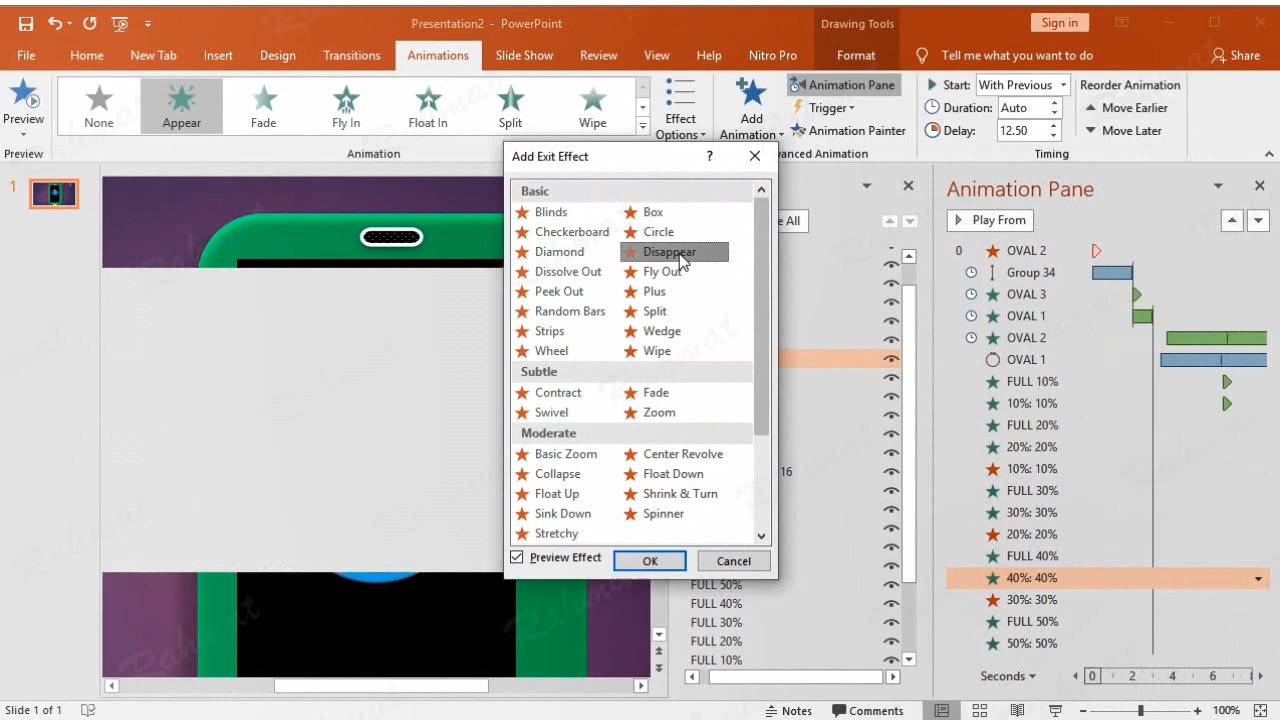 Presentation2 - PowerPoint
Drawing Tools
Sign in
File
Home
New Tab
Insert
Design
Transitions
Animations
Slide Show
Review
View
Help
Nitro Pro
Format
Tell me what you want to do
Share
Preview
None
Appear
Fade
Fly In
Float In
Split
Wipe
Effect
Options
Add
Animation
Animation Pane
Trigger
Animation Painter
Start: With Previous
Duration: Auto
Delay: 12.50
Reorder Animation
Move Earlier
Move Later
Preview
Animation
vanced Animation
Timing
1
Add Exit Effect
?
Basic
Blinds Box
Checkerboard Circle
Diamond Disappear
Dissolve Out Fly Out
Peek Out Plus
Random Bars Split
Strips Wedge
Wheel Wipe
Subtle
Contract Fade
Swivel Zoom
Moderate
Basic Zoom Center Revolve
Collapse Float Down
Float Up Shrink & Turn
Sink Down Spinner
Stretchy
Preview Effect
OK
Cancel
e All
16
FULL 50%
FULL 40%
FULL 30%
FULL 20%
FULL 10%
Animation Pane
Play From
0 OVAL 2
Group 34
OVAL 3
OVAL 1
OVAL 2
OVAL 1
FULL 10%
10%: 10%
FULL 20%
20%: 20%
10%: 10%
FULL 30%
30%: 30%
20%: 20%
FULL 40%
40%: 40%
30%: 30%
FULL 50%
50%: 50%
Seconds 0 2 4 6
Slide 1 of 1
Notes
Comments
100%
Rahmat